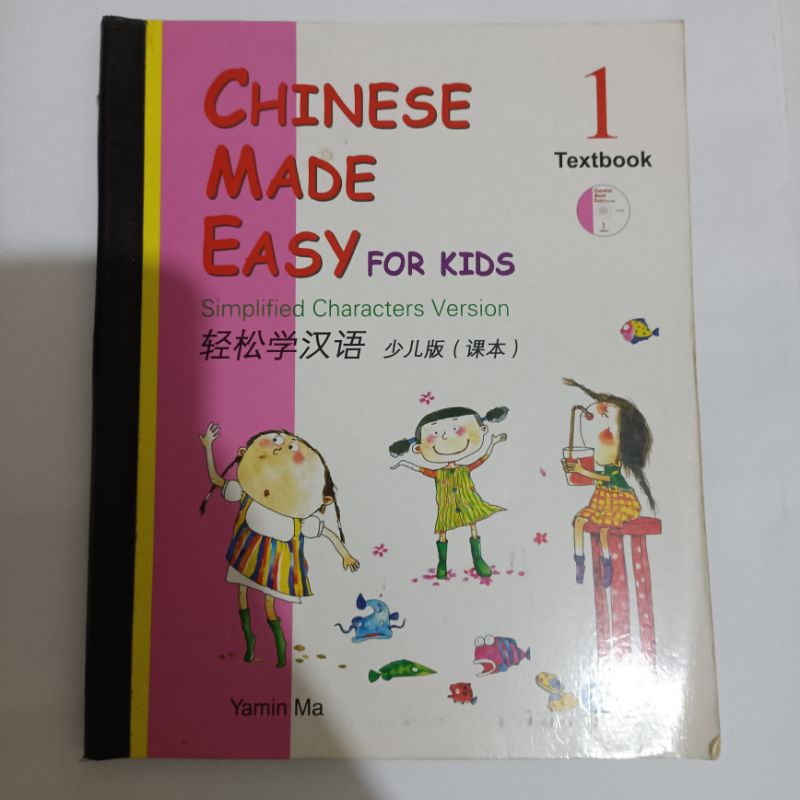 CHINESE
MADE
EASY FOR KIDS
1
Textbook
Simplified Characters Version
轻松学汉语 少儿版（课本）
Yamin Ma